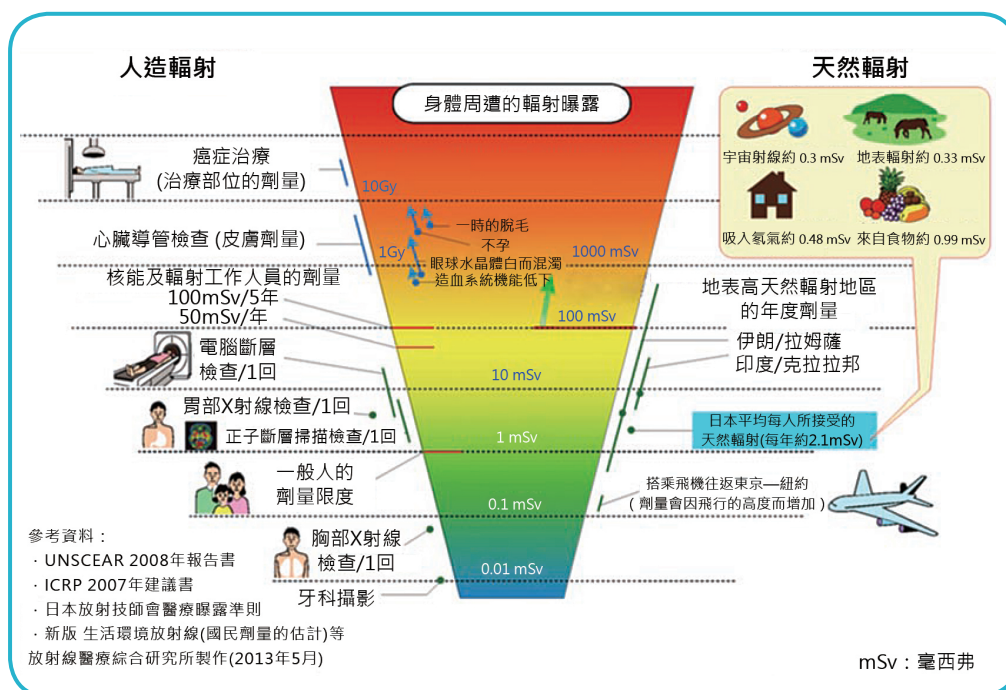 人造輻射
天然輻射
身體周遭的輻射曝露
宇宙射線約 0.3 mSv
地表輻射約 0.33 mSv
吸入氡氣約 0.48 mSv
來自食物約 0.99 mSv
癌症治療
(治療部位的劑量)
10Gy
心臟導管檢查 (皮膚劑量)
1Gy
一時的脫毛
不孕
眼球水晶體白而混濁
造血系統機能低下
1000 mSv
核能及輻射工作人員的劑量
100mSv/5年
50mSv/年
100 mSv
地表高天然輻射地區
的年度劑量
伊朗/拉姆薩
印度/克拉拉邦
電腦斷層
檢查/1回
10 mSv
胃部X射線檢查/1回
正子斷層掃描檢查/1回
1 mSv
日本平均每人所接受的
天然輻射(每年約2.1mSv)
一般人的
劑量限度
0.1 mSv
搭乘飛機往返東京—紐約
( 劑量會因飛行的高度而增加 )
胸部X射線
檢查/1回
0.01 mSv
牙科攝影
參考資料：
· UNSCEAR 2008年報告書
· ICRP 2007年建議書
· 日本放射技師會醫療曝露準則
· 新版 生活環境放射線(國民劑量的估計)等
放射線醫療綜合研究所製作(2013年5月)
mSv：毫西弗